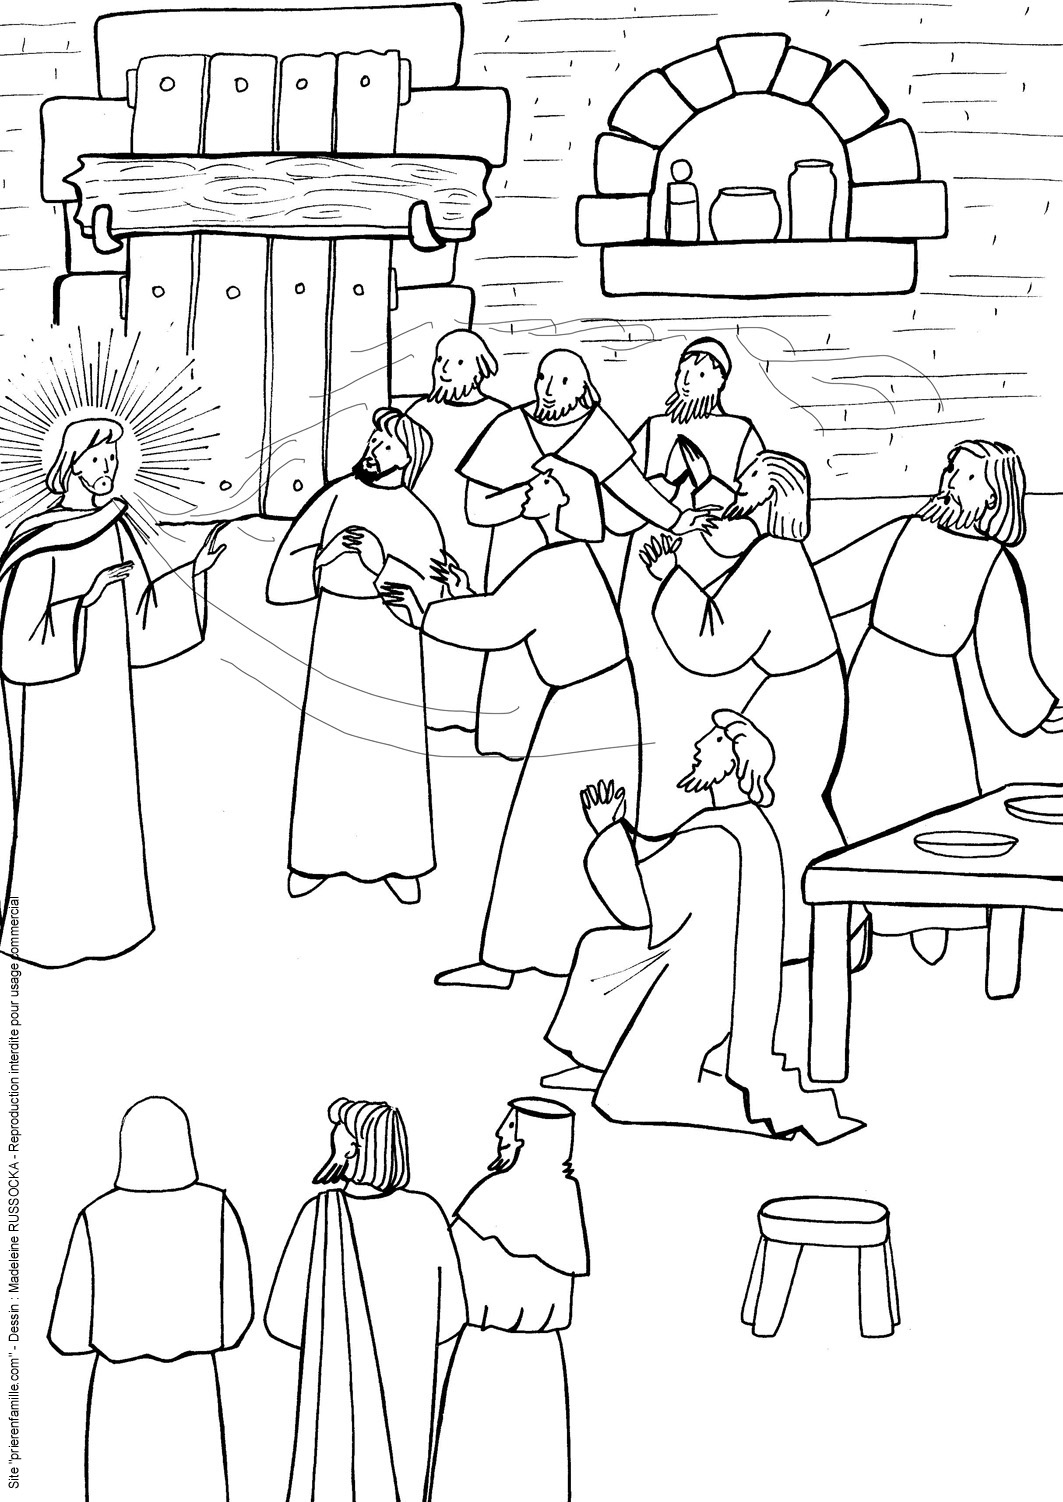 Site "prierenfamille.com" - Dessin : Madeleine RUSSOCKA - Reproduction interdite pour usage commercial